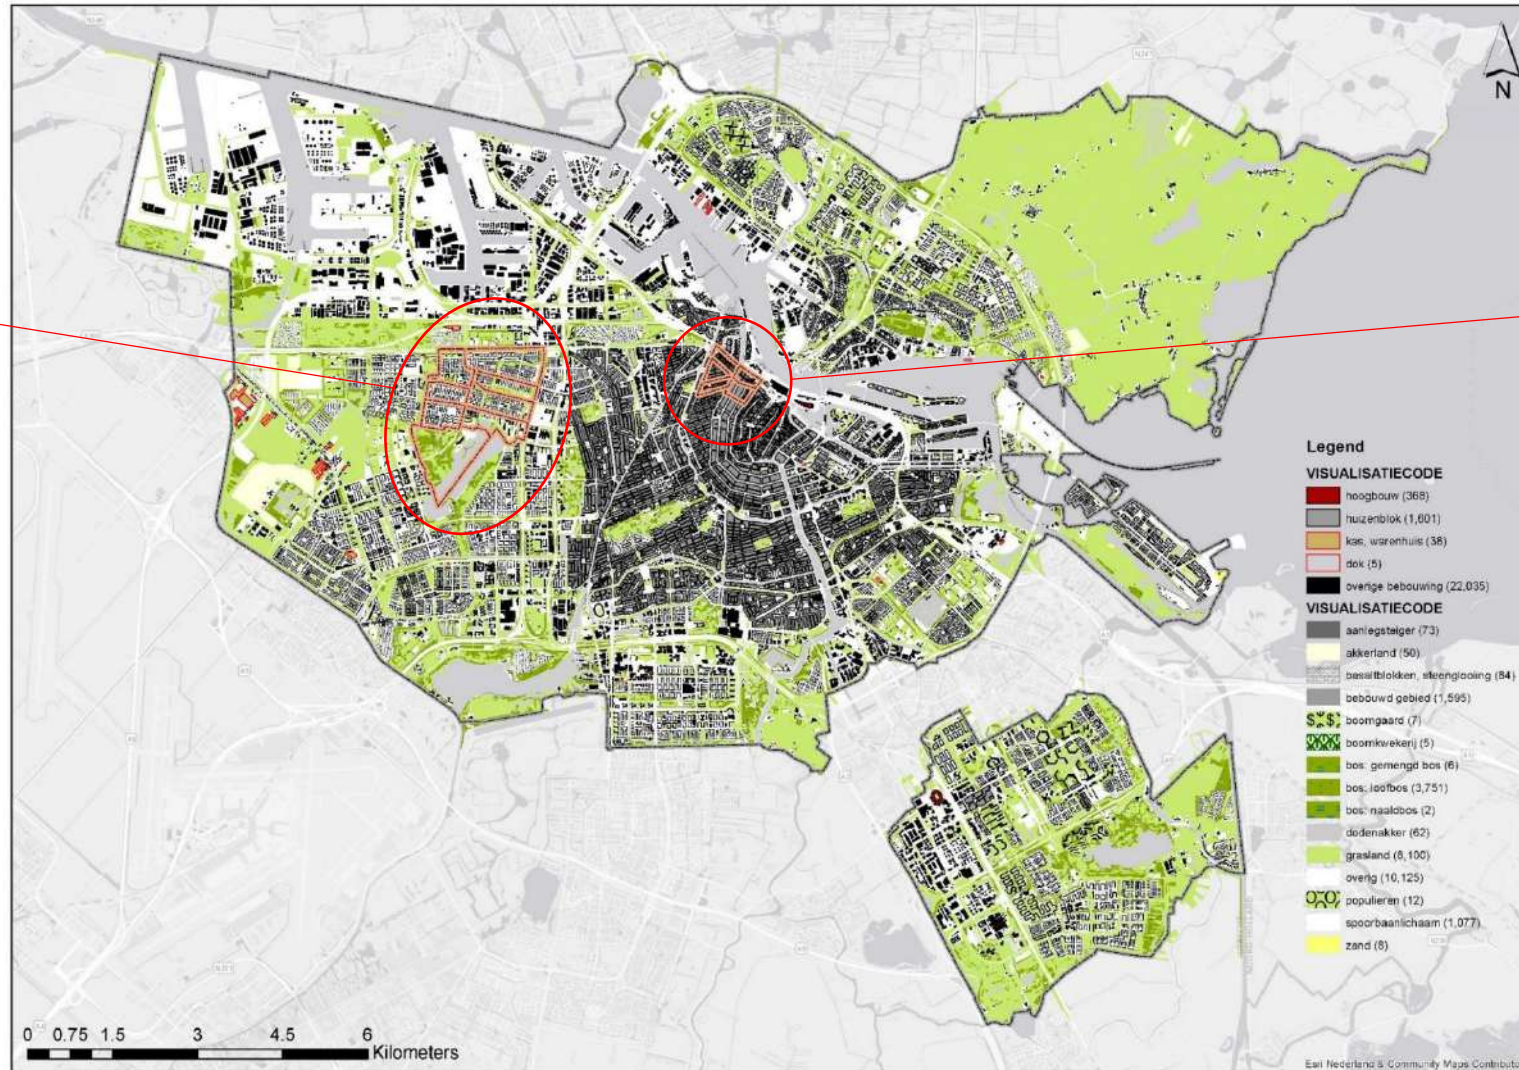 N
Legend
VISUALISATIECODE
hoogbouw (368)
huizenblok (1,601)
kas, warenhuis (38)
dok (5)
overige bebouwing (22,035)
VISUALISATIECODE
aanlegsteiger (73)
akkerland (50)
basaltblokken, steenglooiing (84)
bebouwd gebied (1,595)
boomgaard (7)
boomkwekerij (5)
bos: gemengd bos (6)
bos: loofbos (3,751)
bos: naaldbos (2)
dodenakker (62)
grasland (8,100)
overig (10,125)
populieren (12)
spoorbaanlichaam (1,077)
zand (8)
0 0.75 1.5 3 4.5 6
Kilometers
Esri Nederland & Community Maps Contributo